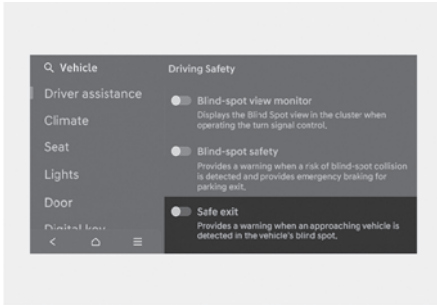 Vehicle
Driver assistance
Climate
Seat
Lights
Door
Digital key
Driving Safety
Blind-spot view monitor
Displays the Blind Spot view in the cluster when
operating the turn signal control.
Blind-spot safety
Provides a warning when a risk of blind-spot collision
is detected and provides emergency braking for
parking exit.
Safe exit
Provides a warning when an approaching vehicle is
detected in the vehicle's blind spot.